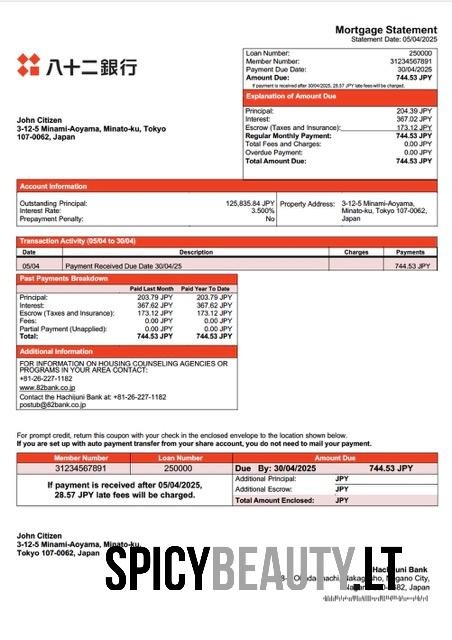 Mortgage Statement
Statement Date: 05/04/2025
八十二銀行
Loan Number: 250000
Member Number: 31234567891
Payment Due Date: 30/04/2025
Amount Due: 744.53 JPY
If payment is received after 30/04/2025, 28.57 JPY late fees will be charged.
John Citizen
3-12-5 Minami-Aoyama, Minato-ku, Tokyo
107-0062, Japan
Explanation of Amount Due
Principal: 204.39 JPY
Interest: 367.02 JPY
Escrow (Taxes and Insurance): 173.12 JPY
Regular Monthly Payment: 744.53 JPY
Total Fees and Charges: 0.00 JPY
Overdue Payment: 0.00 JPY
Total Amount Due: 744.53 JPY
Account Information
Outstanding Principal: 125,835.84 JPY
Interest Rate: 3.500%
Prepayment Penalty: No
Property Address: 3-12-5 Minami-Aoyama,
Minato-ku, Tokyo 107-0062,
Japan
Transaction Activity (05/04 to 30/04)
Date Description Charges Payments
05/04 Payment Received Due Date 30/04/25 744.53 JPY
Past Payments Breakdown
Paid Last Month Paid Year To Date
Principal: 203.79 JPY 203.79 JPY
Interest: 367.62 JPY 367.62 JPY
Escrow (Taxes and Insurance): 173.12 JPY 173.12 JPY
Fees: 0.00 JPY 0.00 JPY
Partial Payment (Unapplied): 0.00 JPY 0.00 JPY
Total: 744.53 JPY 744.53 JPY
Additional Information
FOR INFORMATION ON HOUSING COUNSELING AGENCIES OR
PROGRAMS IN YOUR AREA CONTACT:
+81-26-227-1182
www.82bank.co.jp
Contact the Hachijuni Bank at: +81-26-227-1182
postub@82bank.co.jp
For prompt credit, return this coupon with your check in the enclosed envelope to the location shown below.
If you are set up with auto payment transfer from your share account, you do not need to mail your payment.
Member Number Loan Number Amount Due
31234567891 250000 Due By: 30/04/2025 744.53 JPY
If payment is received after 05/04/2025,
28.57 JPY late fees will be charged.
Additional Principal: JPY
Additional Escrow: JPY
Total Amount Enclosed: JPY
John Citizen
3-12-5 Minami-Aoyama, Minato-ku,
Tokyo 107-0062, Japan
SPICYBEAUTY.LT
Bank
City,
Japan